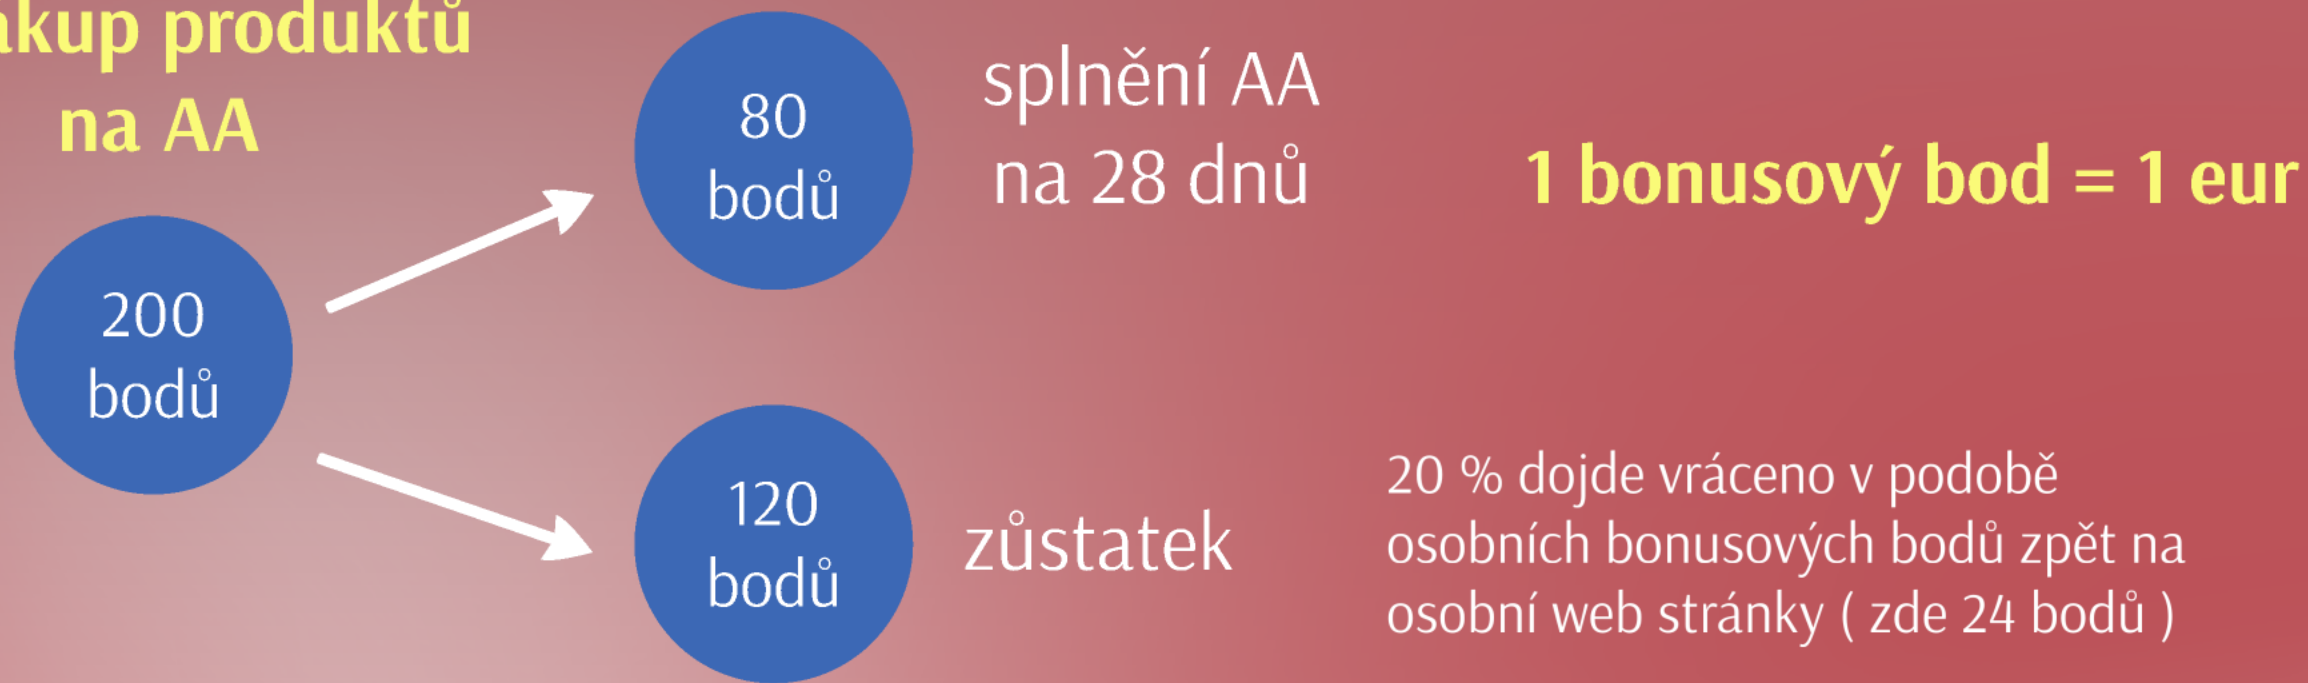 produktů
na AA
200
bodů
80
bodů
splnění AA
na 28 dnů
1 bonusový bod = 1 eur
120
bodů
zůstatek
20 % dojde vráceno v podobě
osobních bonusových bodů zpět na
osobní web stránky ( zde 24 bodů )